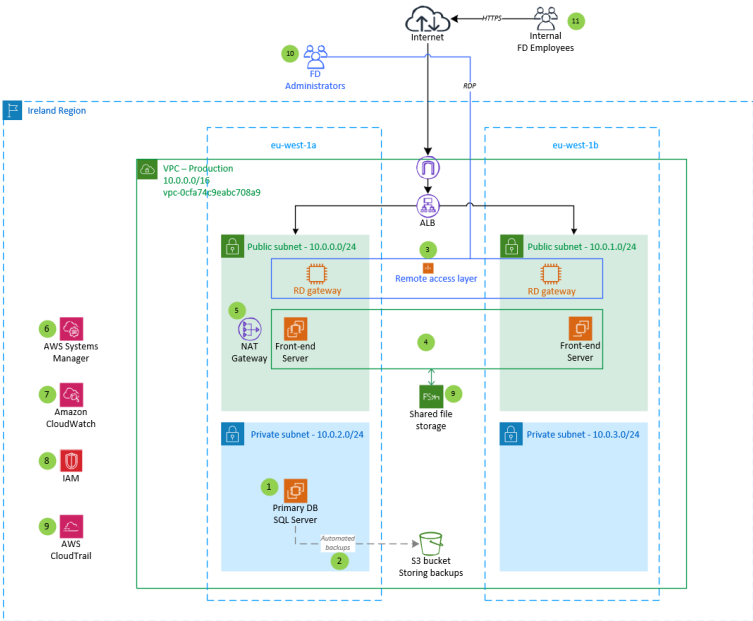 HTTPS
11
Internet
Internal
FD Employees
10
FD
Administrators
RDP
Ireland Region
eu-west-1a
eu-west-1b
VPC – Production
10.0.0.0/16
vpc-0cfa74c9eabc708a9
ALB
Public subnet - 10.0.0.0/24
3
Public subnet - 10.0.1.0/24
Remote access layer
RD gateway
RD gateway
5
NAT
Gateway
Front-end
Server
4
Front-end
Server
6
AWS Systems
Manager
7
Amazon
CloudWatch
FSx
9
Shared file
storage
Private subnet - 10.0.2.0/24
Private subnet - 10.0.3.0/24
8
IAM
1
Primary DB
SQL Server
9
AWS
CloudTrail
Automated
backups
2
S3 bucket
Storing backups